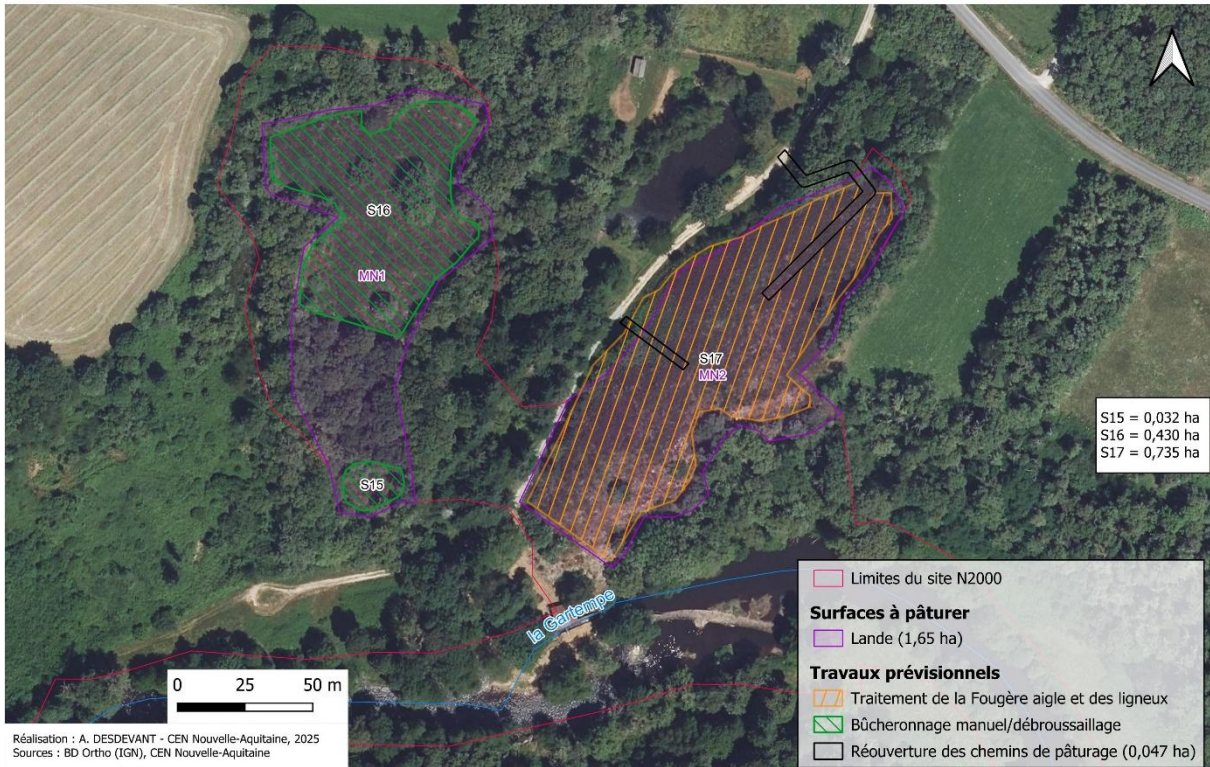 S16
MN1
S15
S17
MN2
S15 = 0,032 ha
S16 = 0,430 ha
S17 = 0,735 ha
la Gartempe
Limites du site N2000
Surfaces à pâturer
Lande (1,65 ha)
Travaux prévisionnels
Traitement de la Fougère aigle et des ligneux
Bûcheronnage manuel/débroussaillage
Réouverture des chemins de pâturage (0,047 ha)
0 25 50 m
Réalisation : A. DESDEVANT - CEN Nouvelle-Aquitaine, 2025
Sources : BD Ortho (IGN), CEN Nouvelle-Aquitaine